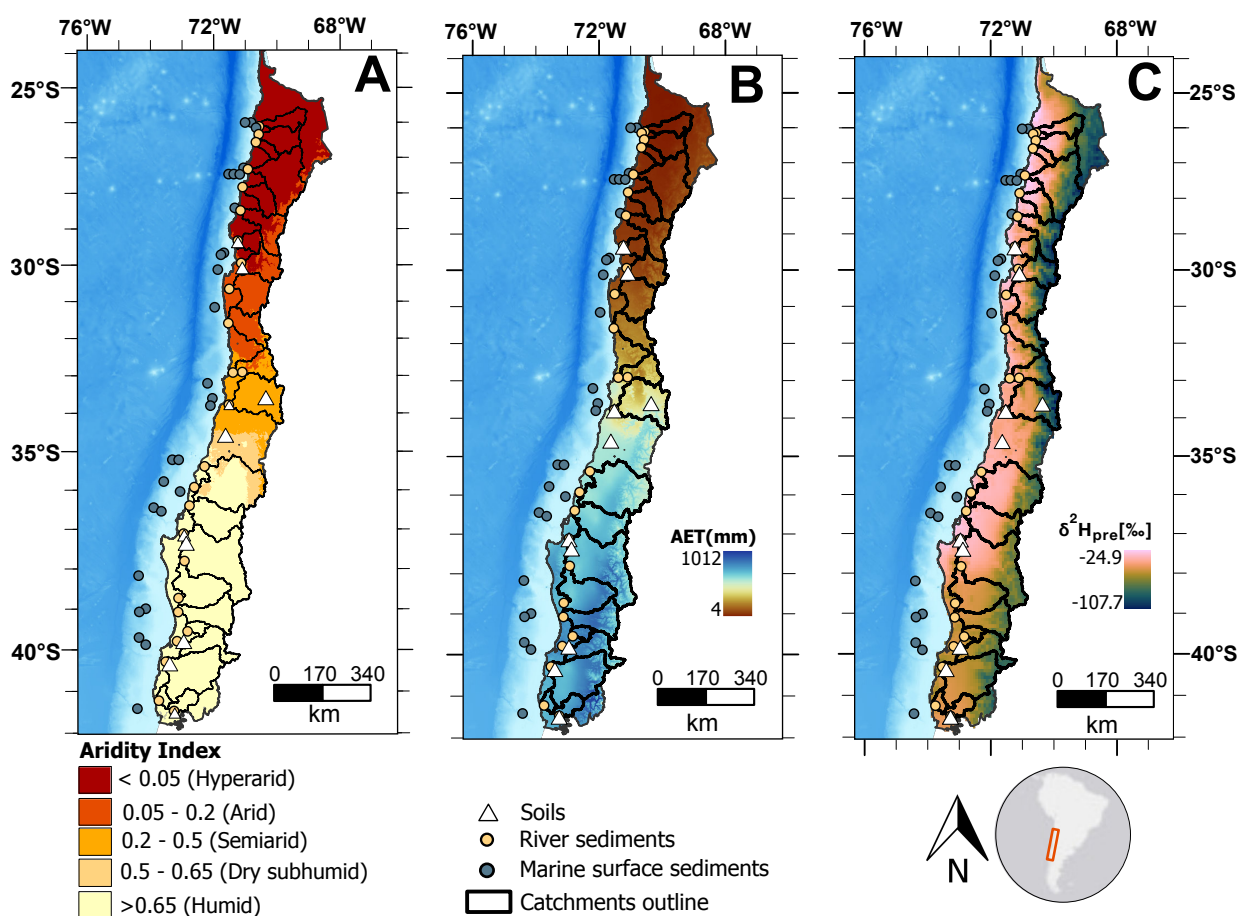 76°W 72°W 68°W
76°W 72°W 68°W
76°W 72°W 68°W
A
B
C
25°S
30°S
35°S
40°S
25°S
30°S
35°S
40°S
AET(mm)
1012
4
δ²Hpre[‰]
-24.9
-107.7
0 170 340
km
0 170 340
km
0 170 340
km
Aridity Index
< 0.05 (Hyperarid)
0.05 - 0.2 (Arid)
0.2 - 0.5 (Semiarid)
0.5 - 0.65 (Dry subhumid)
>0.65 (Humid)
Soils
River sediments
Marine surface sediments
Catchments outline
N